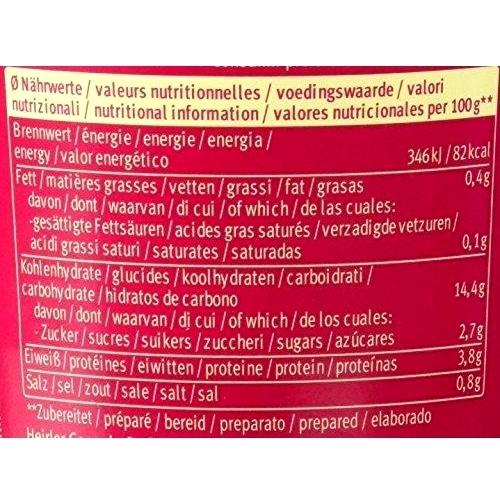 Ø Nährwerte / valeurs nutritionnelles / voedingswaarde / valori
nutrizionali / nutritional information / valores nutricionales per 100g**
Brennwert / énergie / energie / energia /
energy / valor energético 346kJ / 82kcal
Fett / matières grasses / vetten / grassi / fat / grasas 0,4g
davon / dont / waarvan / di cui / of which / de las cuales:
-gesättigte Fettsäuren / acides gras saturés / verzadigde vetzuren /
acidi grassi saturi / saturates / saturadas 0,1g
Kohlenhydrate / glucides / koolhydraten / carboidrati /
carbohydrate / hidratos de carbono 14,4g
davon / dont / waarvan / di cui / of which / de los cuales:
- Zucker / sucres / suikers / zuccheri / sugars / azúcares 2,7g
Eiweiß / protéines / eiwitten / proteine / protein / proteínas 3,8g
Salz / sel / zout / sale / salt / sal 0,8g
**Zubereitet / préparé / bereid / preparato / prepared / elaborado
Heirler